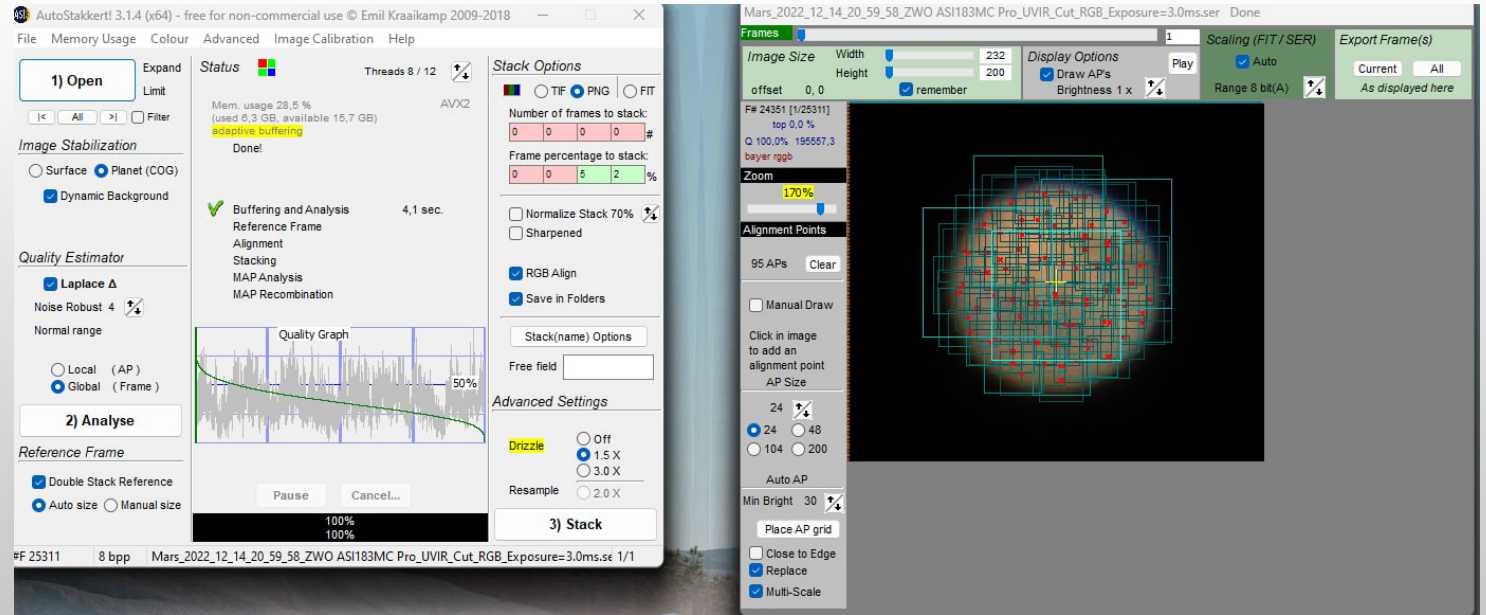 AutoStakkert! 3.1.4 (x64) - free for non-commercial use © Emil Kraaikamp 2009-2018
File Memory Usage Colour Advanced Image Calibration Help
1) Open
Expand
Limit
|< All >| Filter
Image Stabilization
Surface Planet (COG)
Dynamic Background
Quality Estimator
Laplace Δ
Noise Robust 4
Normal range
Local (AP)
Global (Frame)
2) Analyse
Reference Frame
Double Stack Reference
Auto size Manual size
Status
Threads 8 / 12
Mem. usage 28,5 %
AVX2
(used 6,3 GB, available 15,7 GB)
adaptive buffering
Done!
Buffering and Analysis 4,1 sec.
Reference Frame
Alignment
Stacking
MAP Analysis
MAP Recombination
Quality Graph
50%
Pause Cancel...
100%
100%
Stack Options
TIF PNG FIT
Number of frames to stack:
0 0 0 0 #
Frame percentage to stack:
0 0 5 2 %
Normalize Stack 70%
Sharpened
RGB Align
Save in Folders
Stack(name) Options
Free field
Advanced Settings
Drizzle
Off
1.5 X
3.0 X
Resample 2.0 X
3) Stack
#F 25311 8 bpp Mars_2022_12_14_20_59_58_ZWO ASI183MC Pro_UVIR_Cut_RGB_Exposure=3.0ms.se 1/1
Mars_2022_12_14_20_59_58_ZWO ASI183MC Pro_UVIR_Cut_RGB_Exposure=3.0ms.ser Done
Frames 1
Image Size Width 232
Height 200
offset 0, 0 remember
Display Options
Draw AP's
Brightness 1 x
Play
Scaling (FIT / SER)
Auto
Range 8 bit(A)
Export Frame(s)
Current All
As displayed here
F# 24351 [1/25311]
top 0,0 %
Q 100,0% 195557,3
bayer rggb
Zoom
170%
Alignment Points
95 APs Clear
Manual Draw
Click in image
to add an
alignment point
AP Size
24
24 48
104 200
Auto AP
Min Bright 30
Place AP grid
Close to Edge
Replace
Multi-Scale